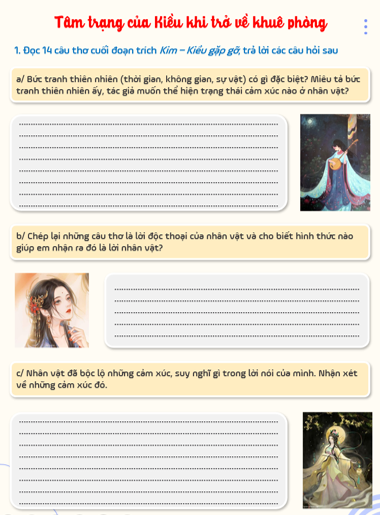 Tâm trạng của Kiều khi trở về khuê phòng
1. Đọc 14 câu thơ cuối đoạn trích Kim – Kiều gặp gỡ, trả lời các câu hỏi sau
a/ Bức tranh thiên nhiên (thời gian, không gian, sự vật) có gì đặc biệt? Miêu tả bức
tranh thiên nhiên ấy, tác giả muốn thể hiện trạng thái cảm xúc nào ở nhân vật?
b/ Chép lại những câu thơ là lời độc thoại của nhân vật và cho biết hình thức nào
giúp em nhận ra đó là lời nhân vật?
c/ Nhân vật đã bộc lộ những cảm xúc, suy nghĩ gì trong lời nói của mình. Nhận xét
về những cảm xúc đó.